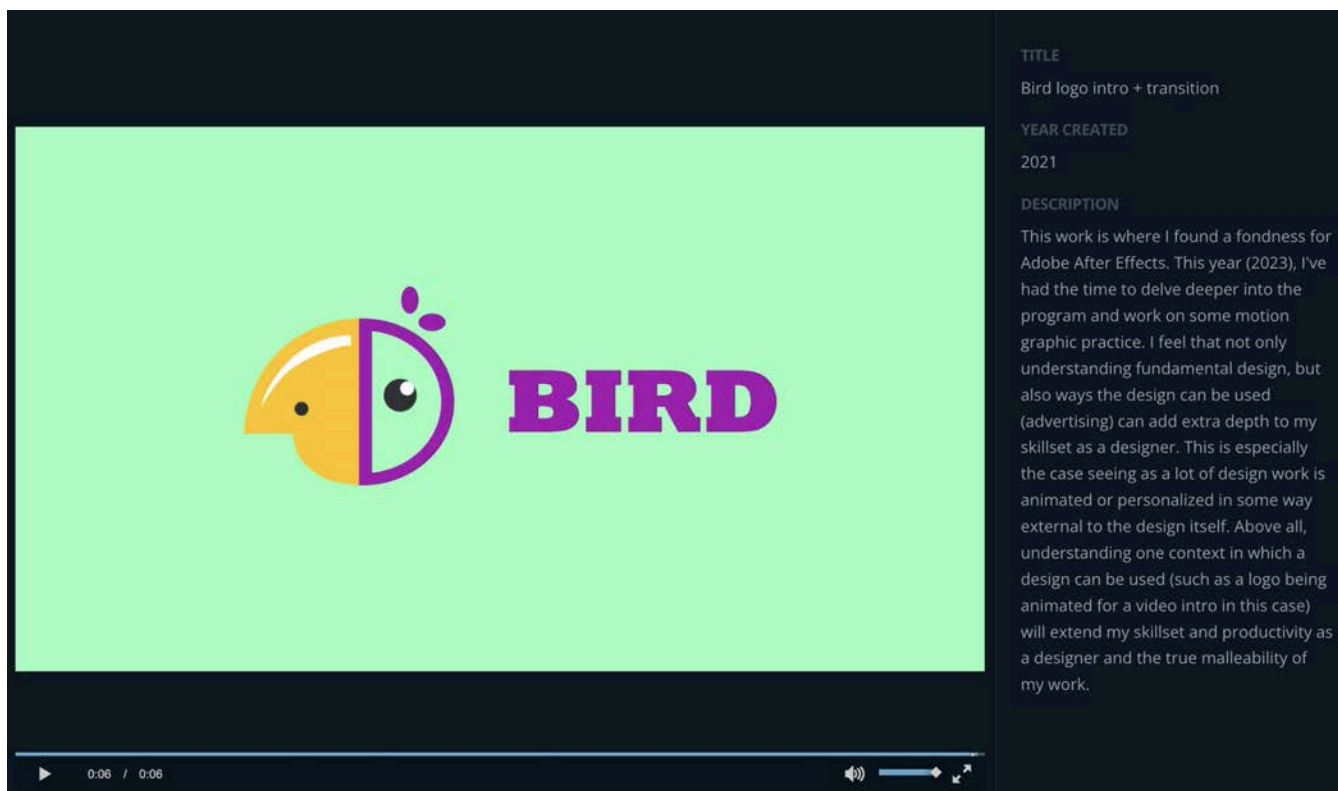 BIRD
0:06 / 0:06
TITLE
Bird logo intro + transition
YEAR CREATED
2021
DESCRIPTION
This work is where I found a fondness for
Adobe After Effects. This year (2023), I've
had the time to delve deeper into the
program and work on some motion
graphic practice. I feel that not only
understanding fundamental design, but
also ways the design can be used
(advertising) can add extra depth to my
skillset as a designer. This is especially
the case seeing as a lot of design work is
animated or personalized in some way
external to the design itself. Above all,
understanding one context in which a
design can be used (such as a logo being
animated for a video intro in this case)
will extend my skillset and productivity as
a designer and the true malleability of
my work.